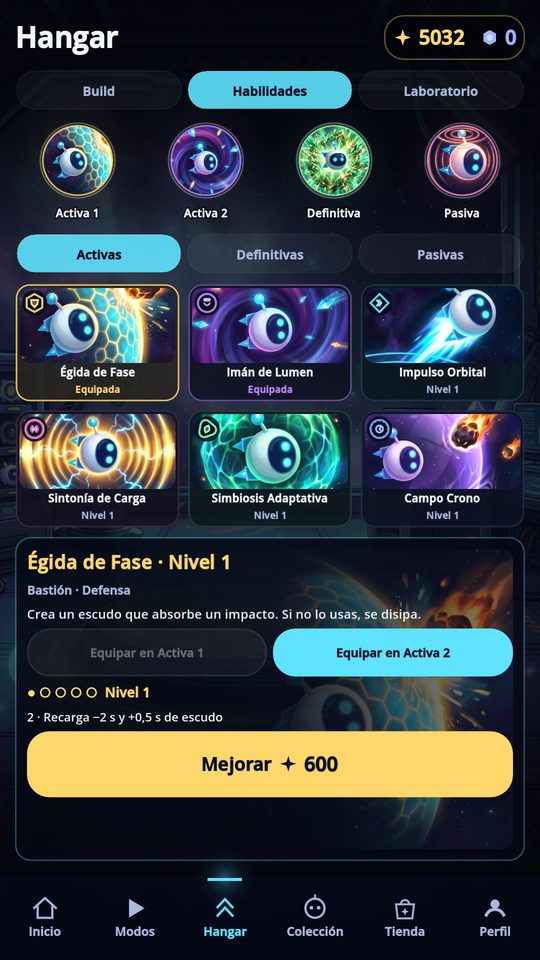 Hangar
5032 0
Build Habilidades Laboratorio
Activa 1 Activa 2 Definitiva Pasiva
Activas Definitivas Pasivas
Égida de Fase Imán de Lumen Impulso Orbital
Equipada Equipada Nivel 1
Sintonía de Carga Simbiosis Adaptativa Campo Crono
Nivel 1 Nivel 1 Nivel 1
Égida de Fase · Nivel 1
Bastión · Defensa
Crea un escudo que absorbe un impacto. Si no lo usas, se disipa.
Equipar en Activa 1 Equipar en Activa 2
Nivel 1
2 · Recarga −2 s y +0,5 s de escudo
Mejorar 600
Inicio Modos Hangar Colección Tienda Perfil